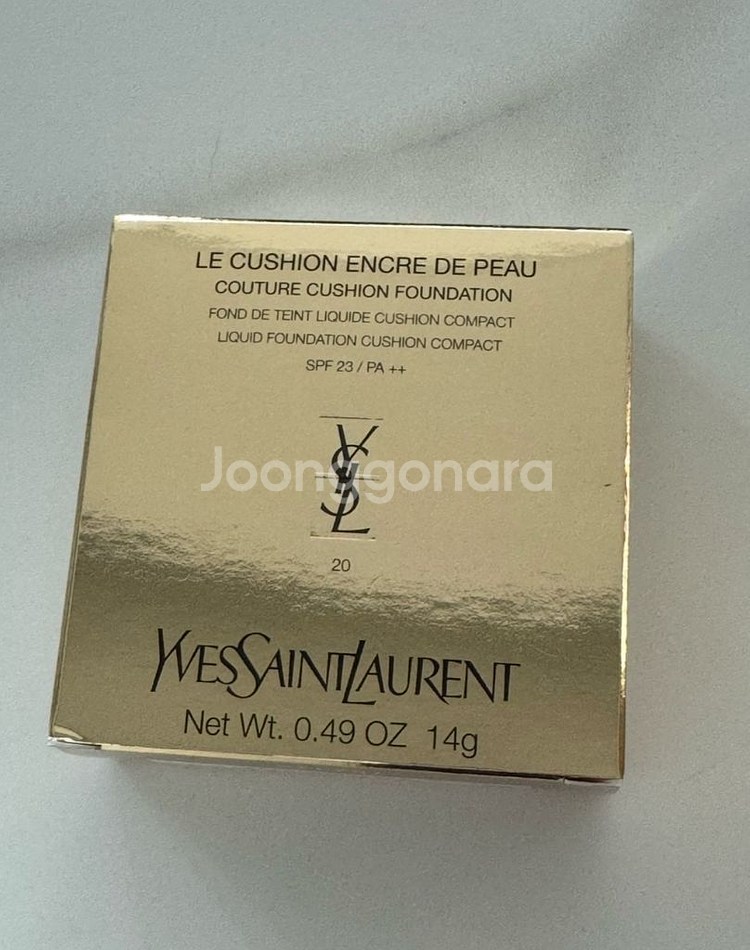 LE CUSHION ENCRE DE PEAU
COUTURE CUSHION FOUNDATION
FOND DE TEINT LIQUIDE CUSHION COMPACT
LIQUID FOUNDATION CUSHION COMPACT
SPF 23 / PA ++
YSL
Joonggonara
20
YVESSAINTLAURENT
Net Wt. 0.49 OZ 14g